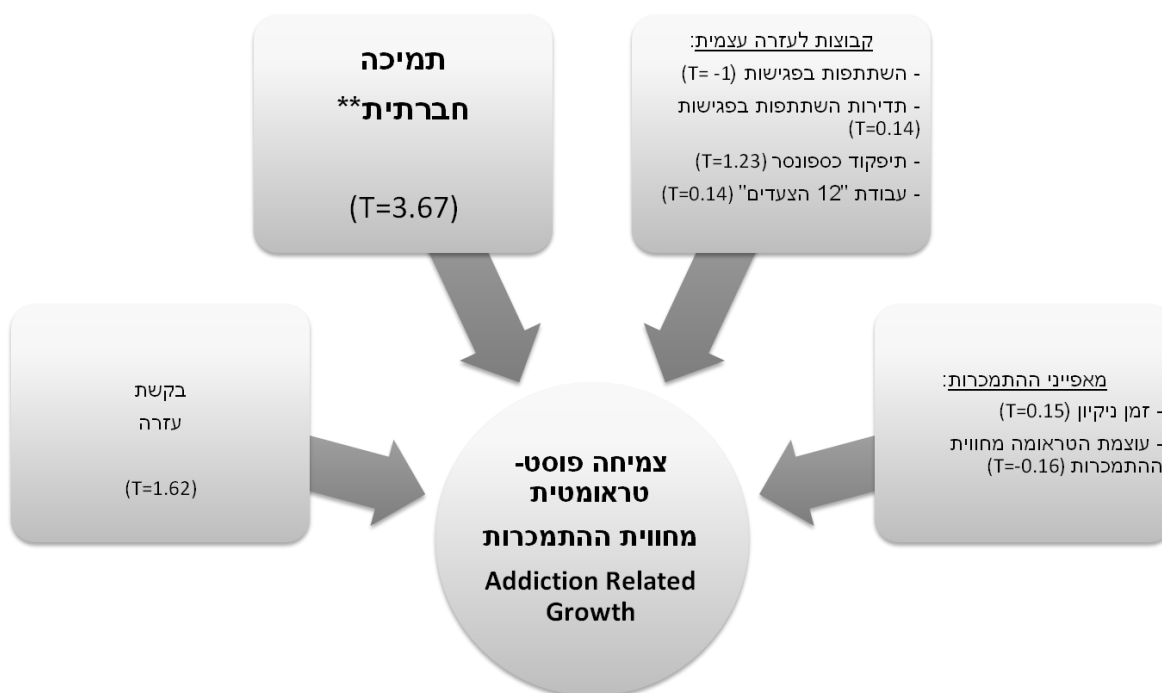 קבוצות לעזרה עצמית:
- השתתפות בפגישות (T= -1)
- תדירות השתתפות בפגישות
(T=0.14)
- תיפקוד כספונסר (T=1.23)
- עבודת "12 הצעדים" (T=0.14)
תמיכה
חברתית**
(T=3.67)
מאפייני ההתמכרות:
- זמן ניקיון (T=0.15)
- עוצמת הטראומה מחווית
ההתמכרות (T=-0.16)
בקשת
עזרה
(T=1.62)
צמיחה פוסט-
טראומטית
מחווית ההתמכרות
Addiction Related
Growth